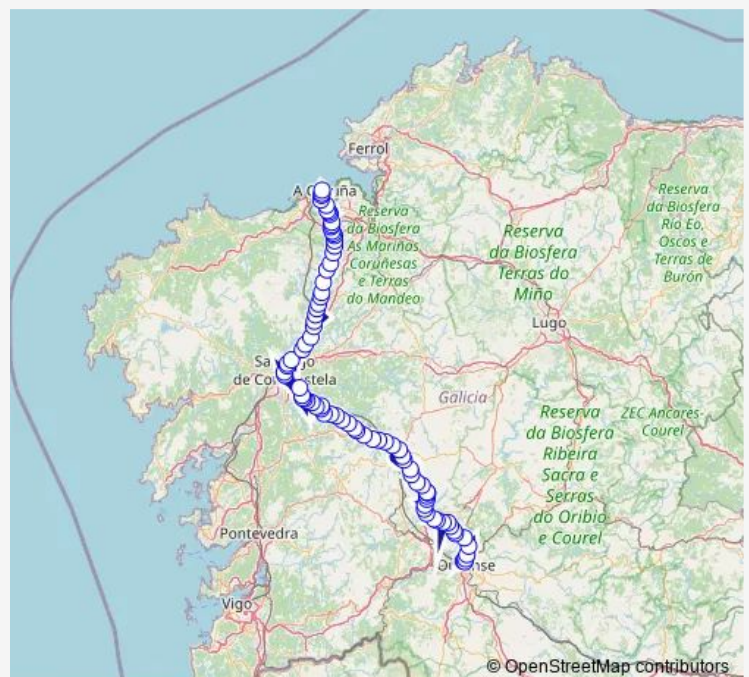 Ferrol
A Coruña
Reserva
da Biosfera
As Mariñas
Coruñesas
e Terras
do Mandeo
Reserva
da Biosfera
Terras do
Miño
Reserva
da Biosfera
Río Eo,
Oscos e
Terras de
Burón
Lugo
Santiago
de Compostela
Galicia
Reserva
da Biosfera
Ribeira
Sacra e
Serras
do Oribio
e Courel
ZEC Ancares-
Courel
Pontevedra
Ourense
Vigo
© OpenStreetMap contributors